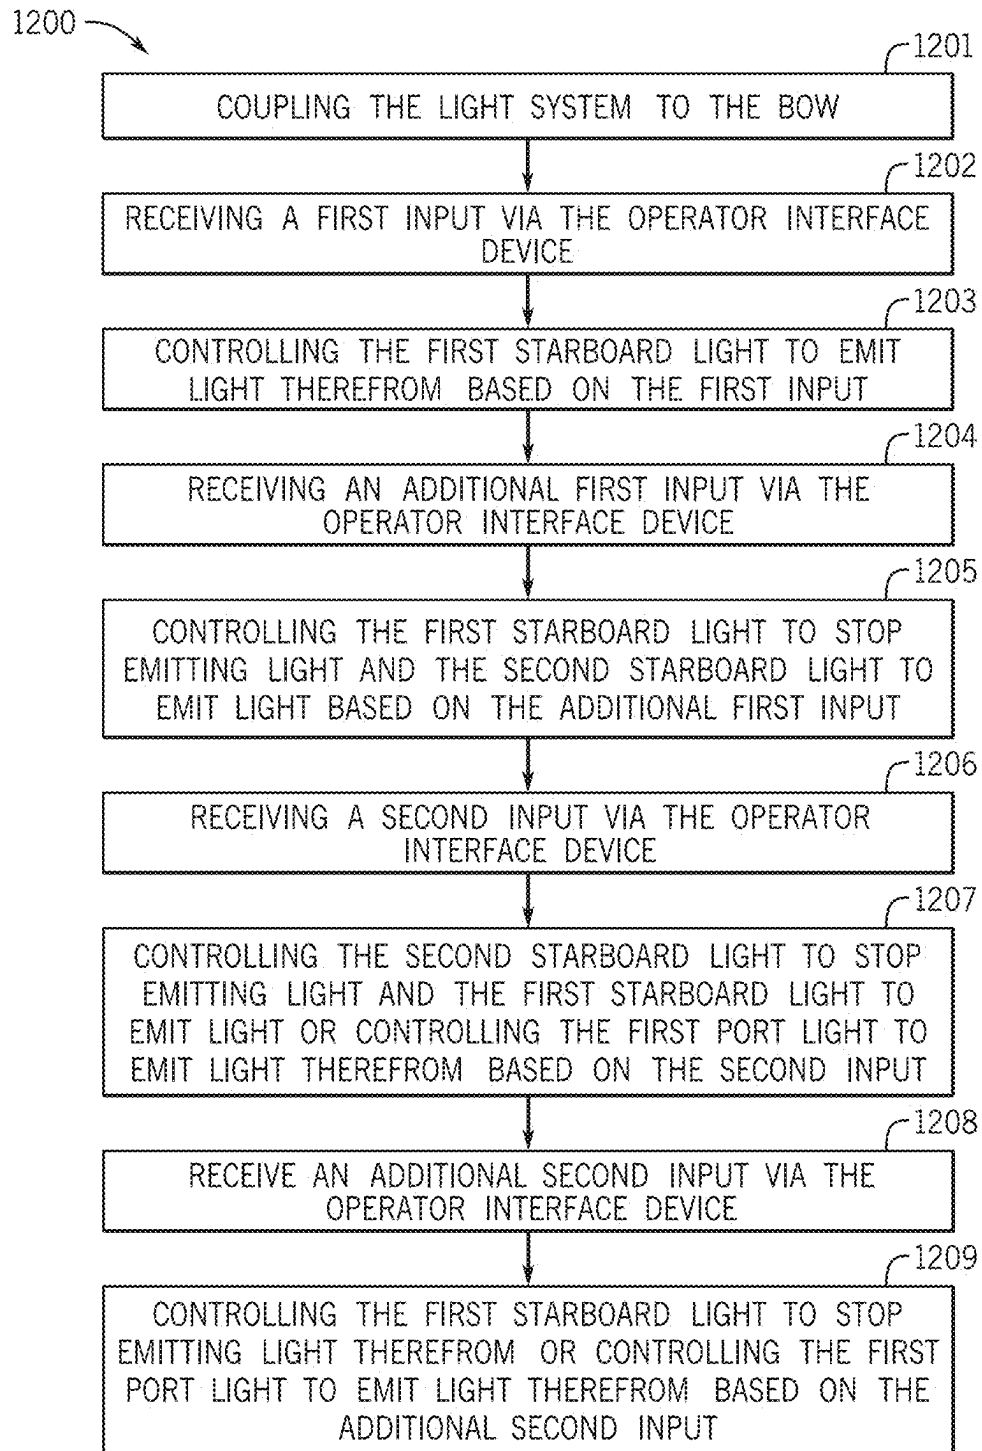 1200
1201
COUPLING THE LIGHT SYSTEM TO THE BOW
1202
RECEIVING A FIRST INPUT VIA THE OPERATOR INTERFACE
DEVICE
1203
CONTROLLING THE FIRST STARBOARD LIGHT TO EMIT
LIGHT THEREFROM BASED ON THE FIRST INPUT
1204
RECEIVING AN ADDITIONAL FIRST INPUT VIA THE
OPERATOR INTERFACE DEVICE
1205
CONTROLLING THE FIRST STARBOARD LIGHT TO STOP
EMITTING LIGHT AND THE SECOND STARBOARD LIGHT TO
EMIT LIGHT BASED ON THE ADDITIONAL FIRST INPUT
1206
RECEIVING A SECOND INPUT VIA THE OPERATOR
INTERFACE DEVICE
1207
CONTROLLING THE SECOND STARBOARD LIGHT TO STOP
EMITTING LIGHT AND THE FIRST STARBOARD LIGHT TO
EMIT LIGHT OR CONTROLLING THE FIRST PORT LIGHT TO
EMIT LIGHT THEREFROM BASED ON THE SECOND INPUT
1208
RECEIVE AN ADDITIONAL SECOND INPUT VIA THE
OPERATOR INTERFACE DEVICE
1209
CONTROLLING THE FIRST STARBOARD LIGHT TO STOP
EMITTING LIGHT THEREFROM OR CONTROLLING THE FIRST
PORT LIGHT TO EMIT LIGHT THEREFROM BASED ON THE
ADDITIONAL SECOND INPUT